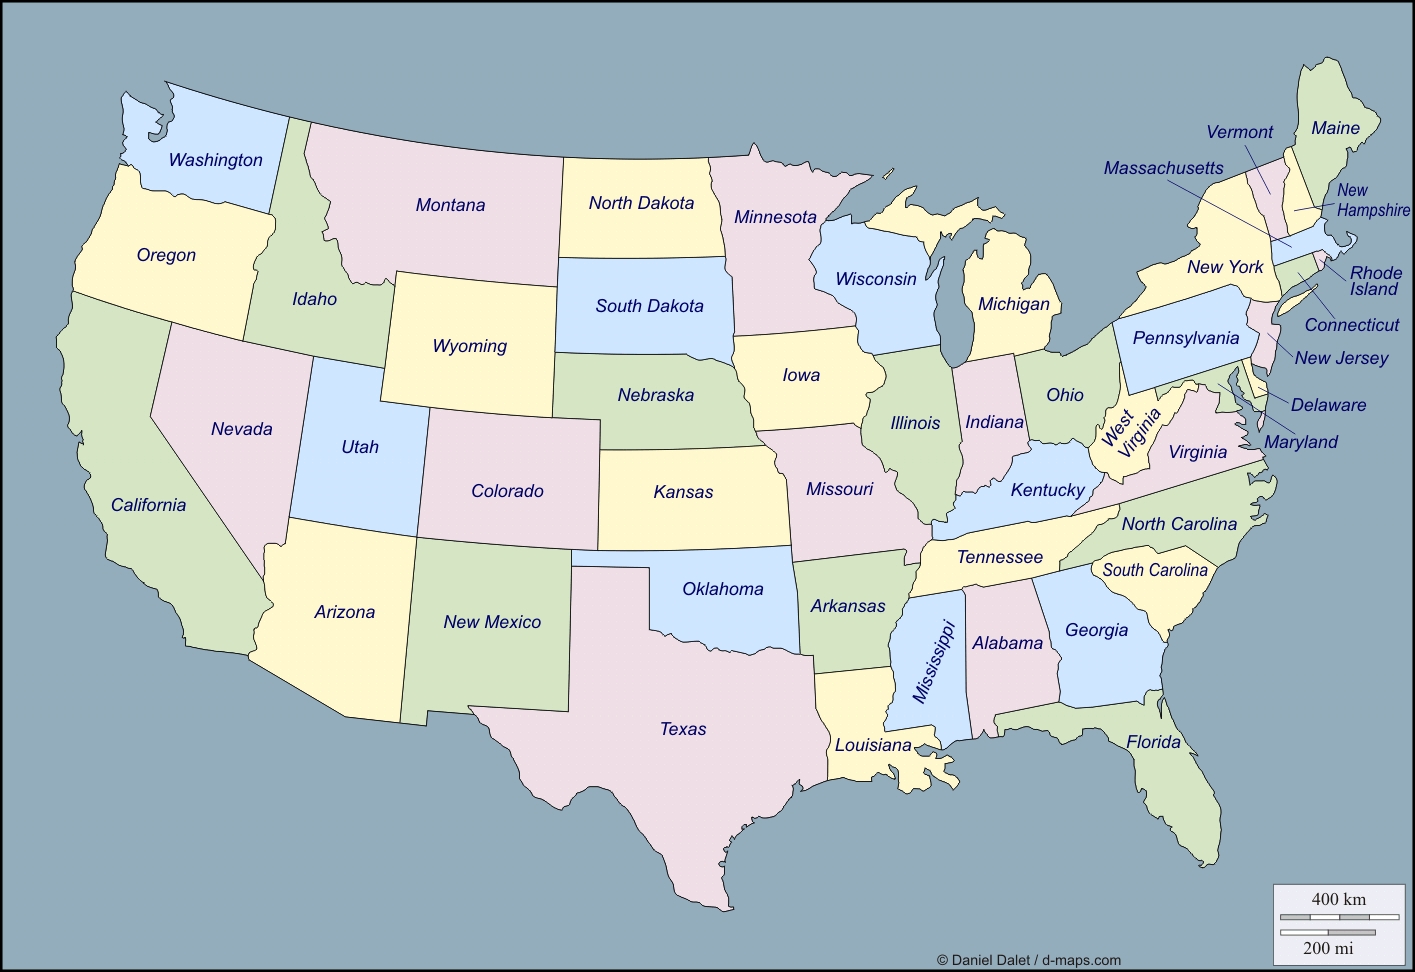 Maine
Vermont
Massachusetts
New
Hampshire
Washington
Montana
North Dakota
Minnesota
Oregon
Idaho
Wisconsin
New York
Rhode
Island
South Dakota
Michigan
Connecticut
Wyoming
Pennsylvania
New Jersey
Iowa
Nebraska
Ohio
Delaware
Nevada
Illinois
Indiana
West
Virginia
Maryland
Utah
Virginia
Colorado
Kansas
Missouri
Kentucky
California
North Carolina
Tennessee
South Carolina
Oklahoma
Arkansas
Arizona
New Mexico
Mississippi
Alabama
Georgia
Texas
Louisiana
Florida
400 km
200 mi
© Daniel Dalet / d-maps.com